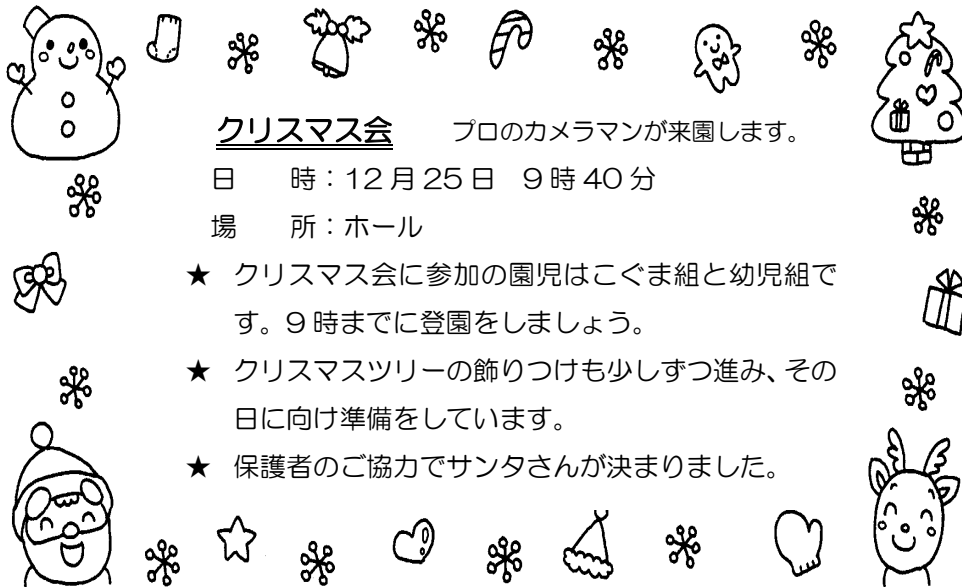 クリスマス会　　プロのカメラマンが来園します。
日　　時：12月25日　9時40分
場　　所：ホール
★　クリスマス会に参加の園児はこぐま組と幼児組で
す。9時までに登園をしましょう。
★　クリスマスツリーの飾りつけも少しずつ進み、その
日に向け準備をしています。
★　保護者のご協力でサンタさんが決まりました。